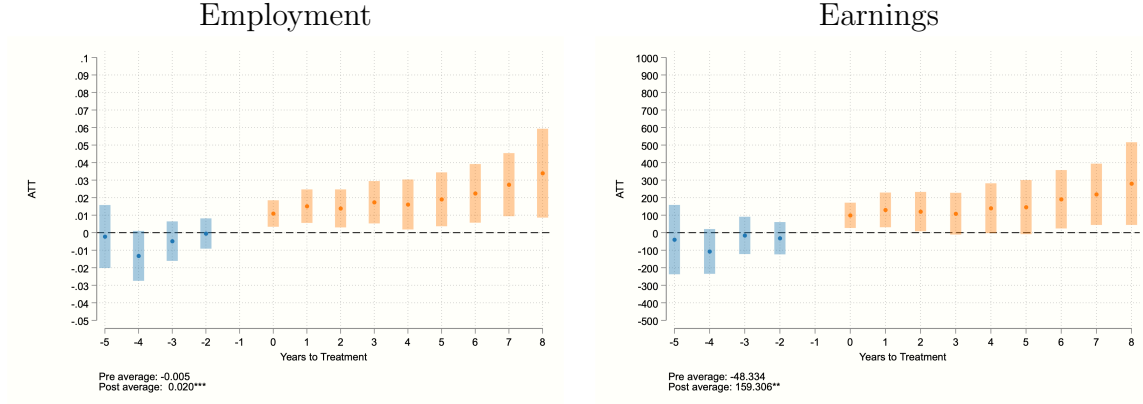 Employment
Earnings
.1
.09
.08
.07
.06
.05
.04
.03
.02
.01
0
-.01
-.02
-.03
-.04
-.05
ATT
-5 -4 -3 -2 -1 0 1 2 3 4 5 6 7 8
Years to Treatment
Pre average: -0.005
Post average: 0.020***
1000
900
800
700
600
500
400
300
200
100
0
-100
-200
-300
-400
-500
ATT
-5 -4 -3 -2 -1 0 1 2 3 4 5 6 7 8
Years to Treatment
Pre average: -48.334
Post average: 159.306**